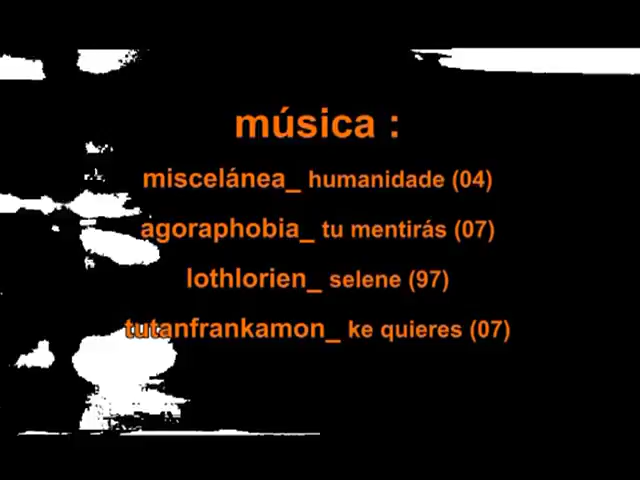 música :
miscelánea_ humanidade (04)
agoraphobia_ tu mentirás (07)
lothlorien_ selene (97)
tutanfrankamon_ ke quieres (07)